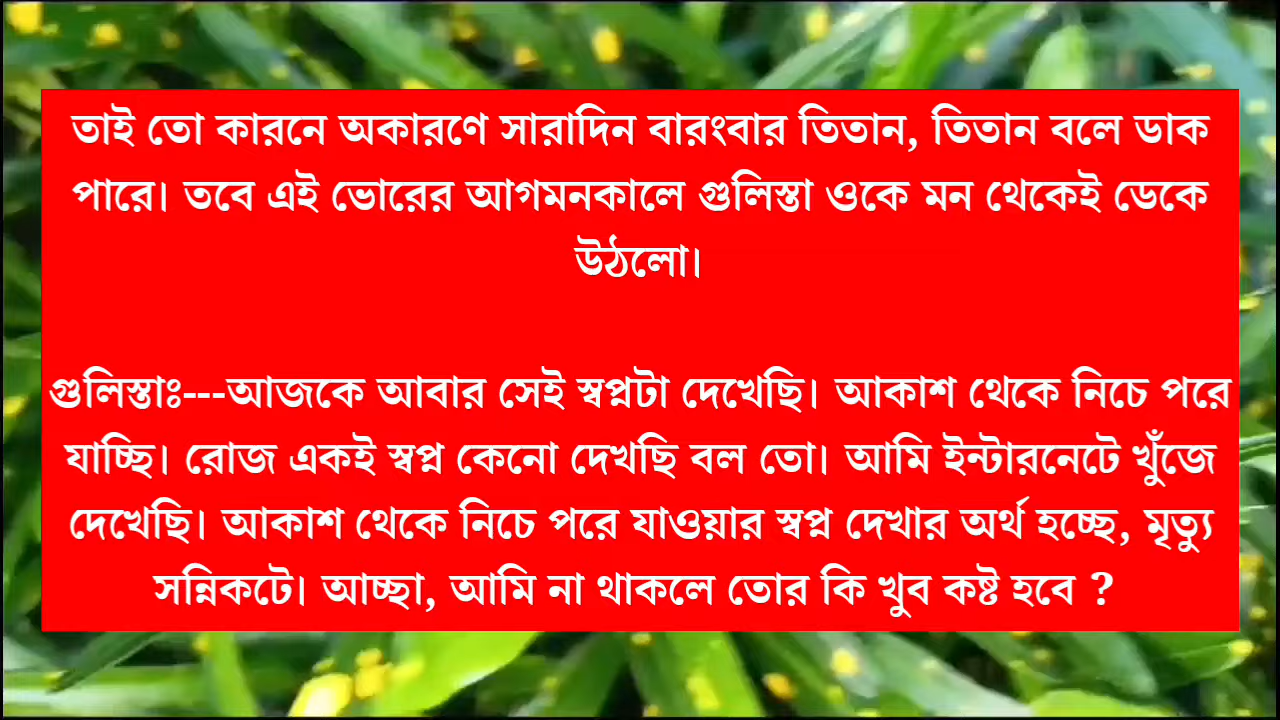 তাই তো কারনে অকারণে সারাদিন বারংবার তিতান, তিতান বলে ডাক
পারে। তবে এই ভোরের আগমনকালে গুলিস্তা ওকে মন থেকেই ডেকে
উঠলো।
গুলিস্তাঃ---আজকে আবার সেই স্বপ্নটা দেখেছি। আকাশ থেকে নিচে পরে
যাচ্ছি। রোজ একই স্বপ্ন কেনো দেখছি বল তো। আমি ইন্টারনেটে খুঁজে
দেখেছি। আকাশ থেকে নিচে পরে যাওয়ার স্বপ্ন দেখার অর্থ হচ্ছে, মৃত্যু
সন্নিকটে। আচ্ছা, আমি না থাকলে তোর কি খুব কষ্ট হবে ?